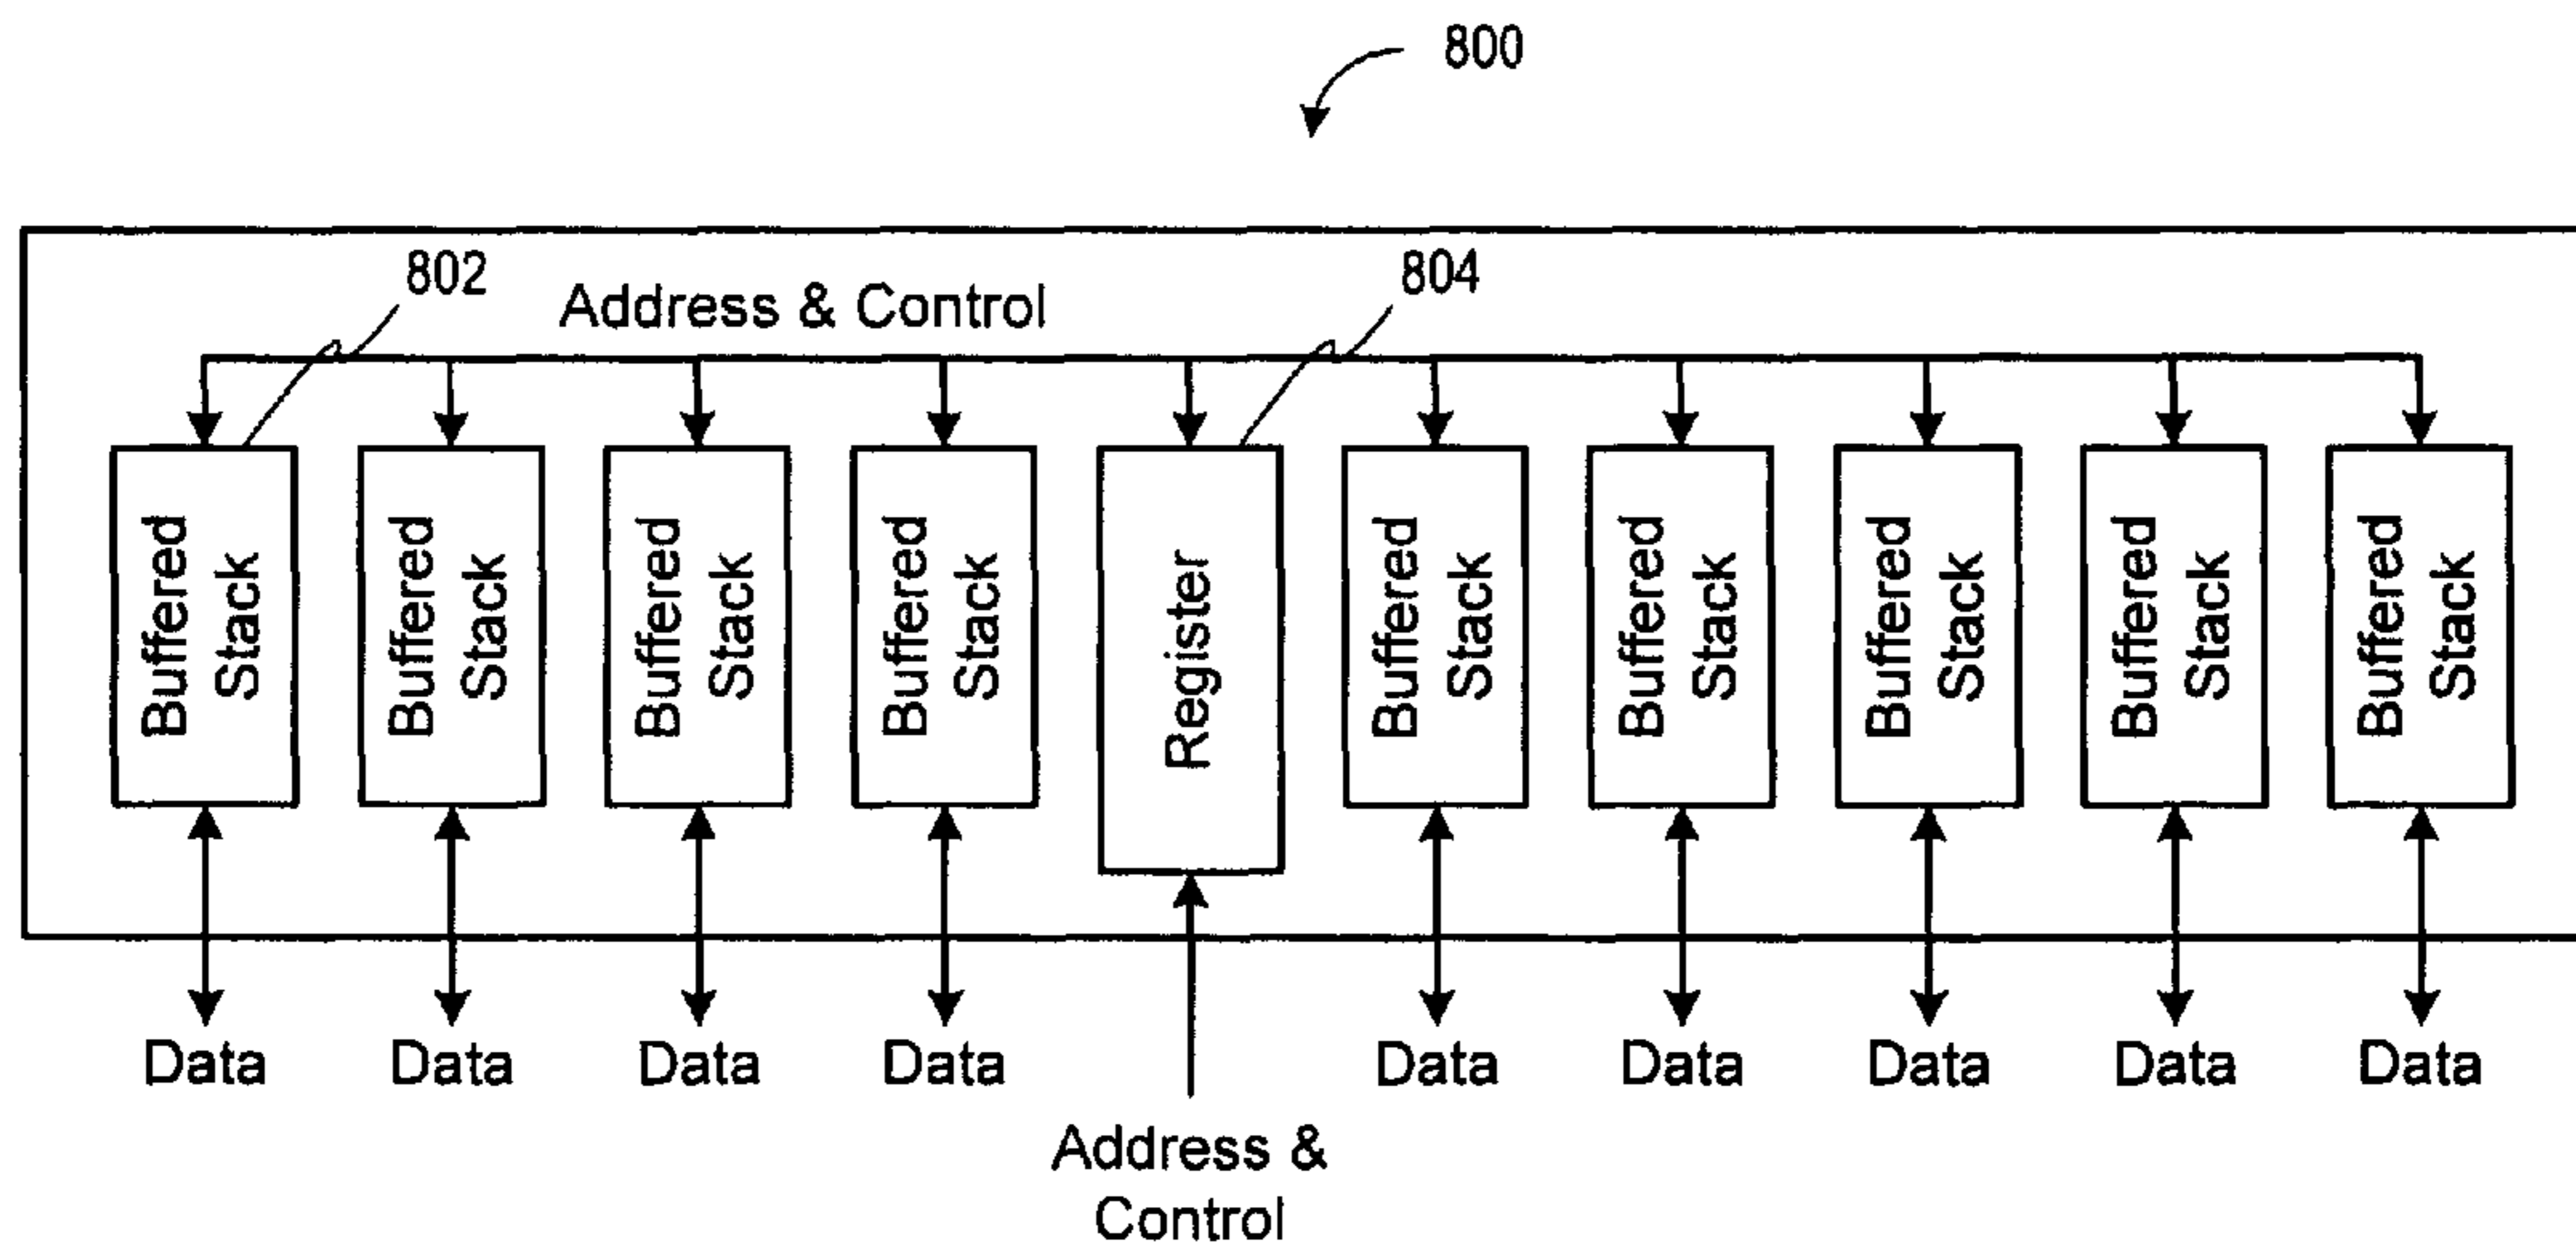 800
802
Address & Control
804
Buffered
Stack
Buffered
Stack
Buffered
Stack
Buffered
Stack
Register
Buffered
Stack
Buffered
Stack
Buffered
Stack
Buffered
Stack
Buffered
Stack
Data
Data
Data
Data
Data
Data
Data
Data
Data
Address &
Control